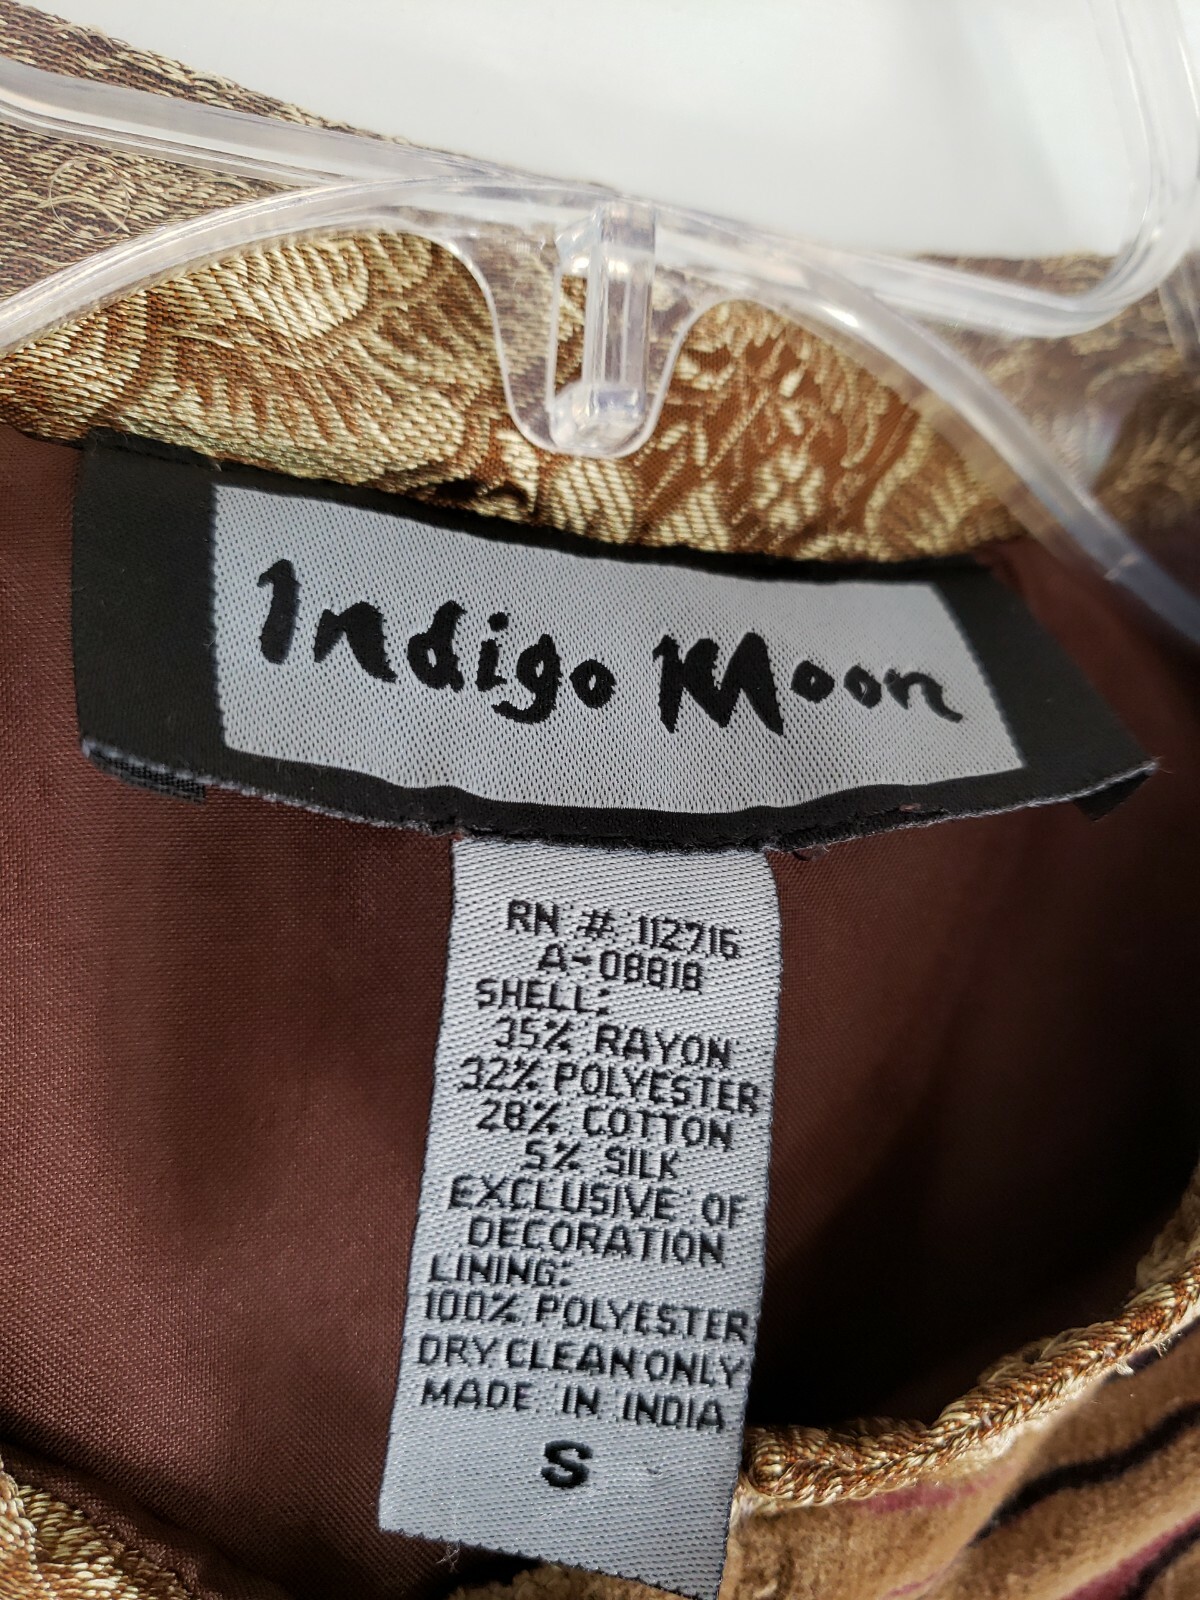 Indigo Moon
RN # 112716
A-08818
SHELL:
35% RAYON
32% POLYESTER
28% COTTON
5% SILK
EXCLUSIVE OF
DECORATION
LINING:
100% POLYESTER
DRY CLEAN ONLY
MADE IN INDIA
S